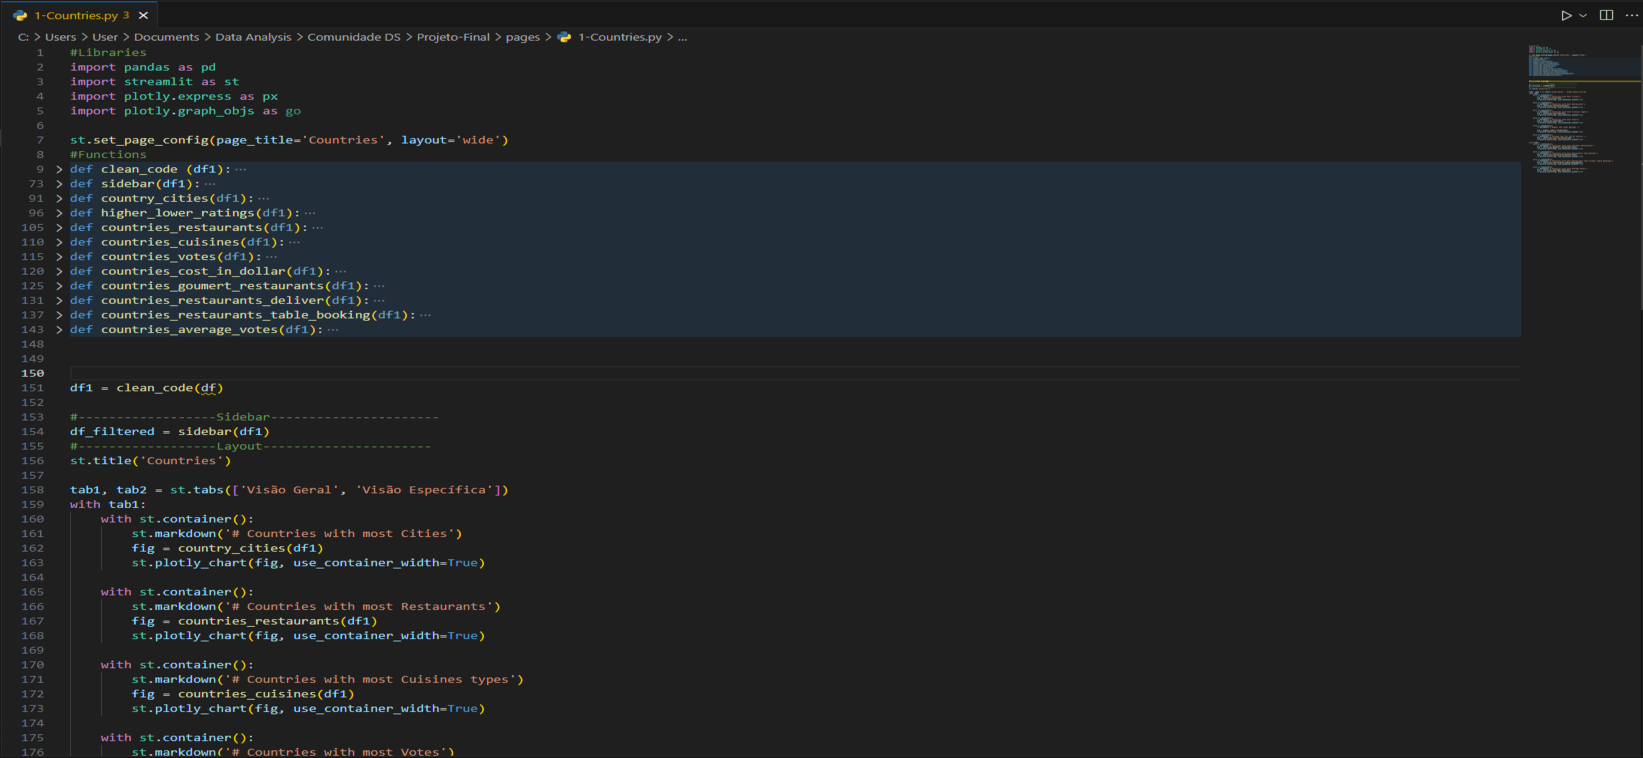 1-Countries.py 3
C: > Users > User > Documents > Data Analysis > Comunidade DS > Projeto-Final > pages > 1-Countries.py > ...
1 #Libraries
2 import pandas as pd
3 import streamlit as st
4 import plotly.express as px
5 import plotly.graph_objs as go
6
7 st.set_page_config(page_title='Countries', layout='wide')
8 #Functions
9 > def clean_code (df1): ...
73 > def sidebar(df1): ...
91 > def country_cities(df1): ...
96 > def higher_lower_ratings(df1): ...
105 > def countries_restaurants(df1): ...
110 > def countries_cuisines(df1): ...
115 > def countries_votes(df1): ...
120 > def countries_cost_in_dollar(df1): ...
125 > def countries_goumert_restaurants(df1): ...
131 > def countries_restaurants_deliver(df1): ...
137 > def countries_restaurants_table_booking(df1): ...
143 > def countries_average_votes(df1): ...
148
149
150
151 df1 = clean_code(df)
152
153 #------------------Sidebar----------------------
154 df_filtered = sidebar(df1)
155 #------------------Layout----------------------
156 st.title('Countries')
157
158 tab1, tab2 = st.tabs(['Visão Geral', 'Visão Específica'])
159 with tab1:
160     with st.container():
161         st.markdown('# Countries with most Cities')
162         fig = country_cities(df1)
163         st.plotly_chart(fig, use_container_width=True)
164
165     with st.container():
166         st.markdown('# Countries with most Restaurants')
167         fig = countries_restaurants(df1)
168         st.plotly_chart(fig, use_container_width=True)
169
170     with st.container():
171         st.markdown('# Countries with most Cuisines types')
172         fig = countries_cuisines(df1)
173         st.plotly_chart(fig, use_container_width=True)
174
175     with st.container():
176         st.markdown('# Countries with most Votes')